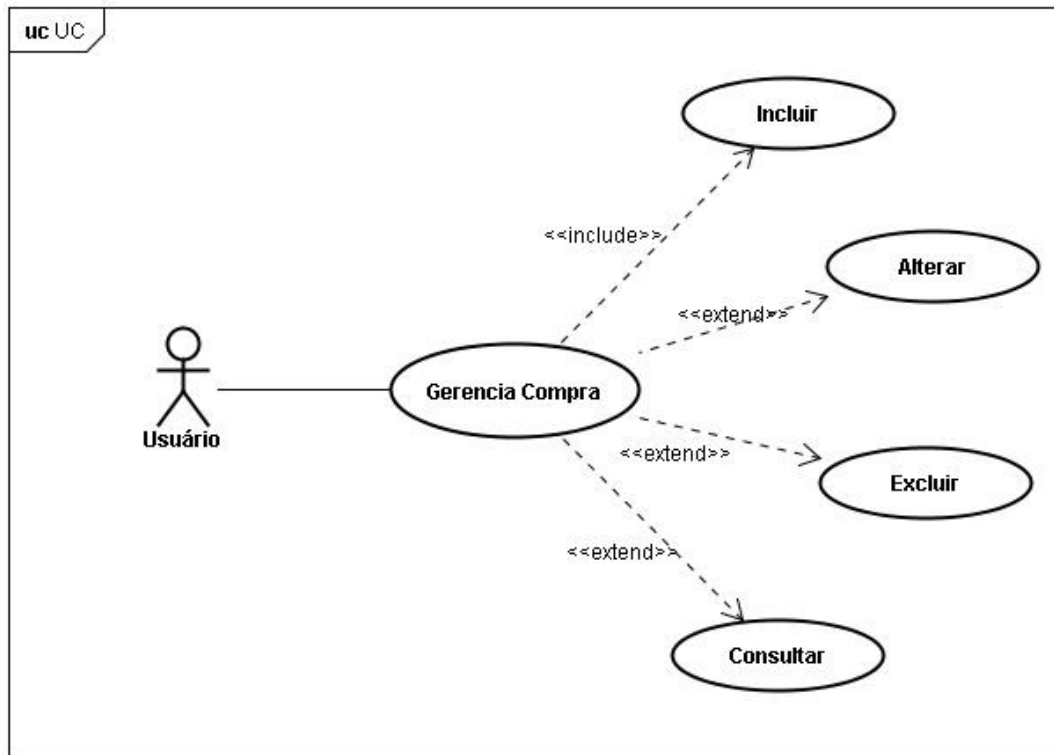 uc UC
Incluir
<<include>>
Alterar
<<extend>>
Gerencia Compra
Usuário
<<extend>>
Excluir
<<extend>>
Consultar